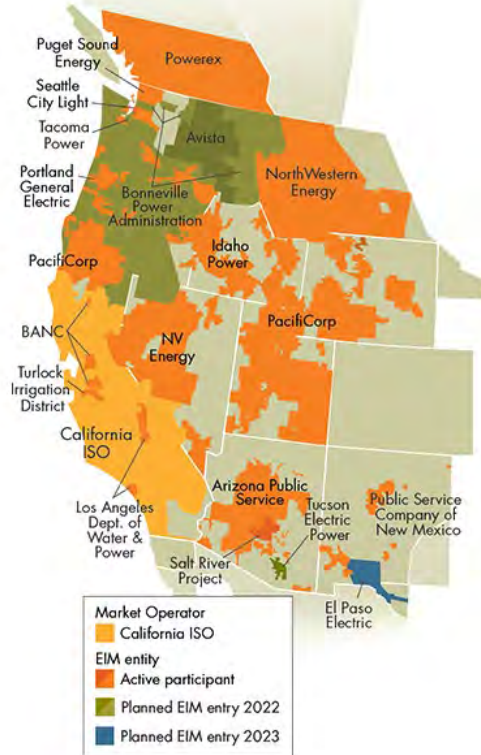 Powerex
Puget Sound
Energy
Seattle
City Light
Tacoma
Power
Avista
Portland
General
Electric
Bonneville
Power
Administration
NorthWestern
Energy
Idaho
Power
PacifiCorp
PacifiCorp
BANC
NV
Energy
Turlock
Irrigation
District
California
ISO
Arizona Public
Service
Tucson
Electric
Power
Public Service
Company of
New Mexico
Los Angeles
Dept. of
Water &
Power
Salt River
Project
El Paso
Electric
Market Operator
California ISO
EIM entity
Active participant
Planned EIM entry 2022
Planned EIM entry 2023